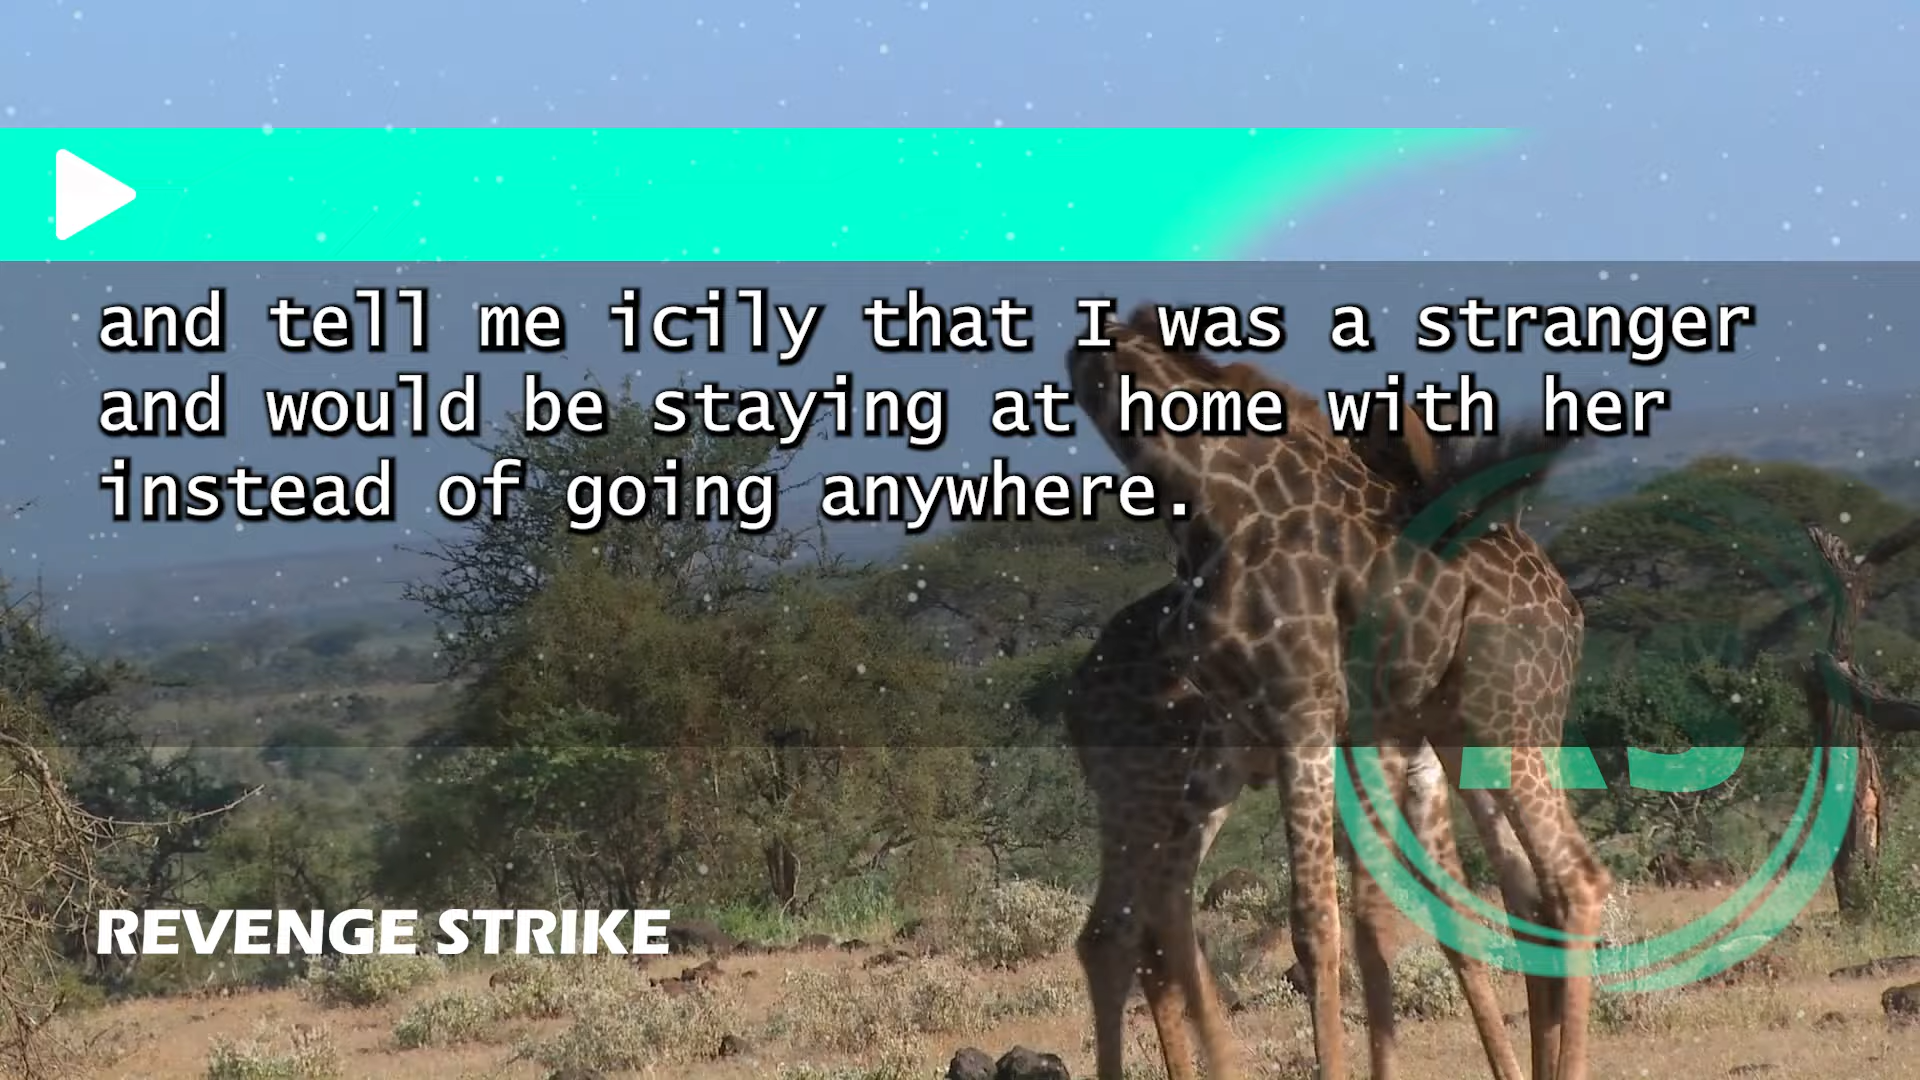 and tell me icily that I was a stranger
and would be staying at home with her
instead of going anywhere.
RS
REVENGE STRIKE